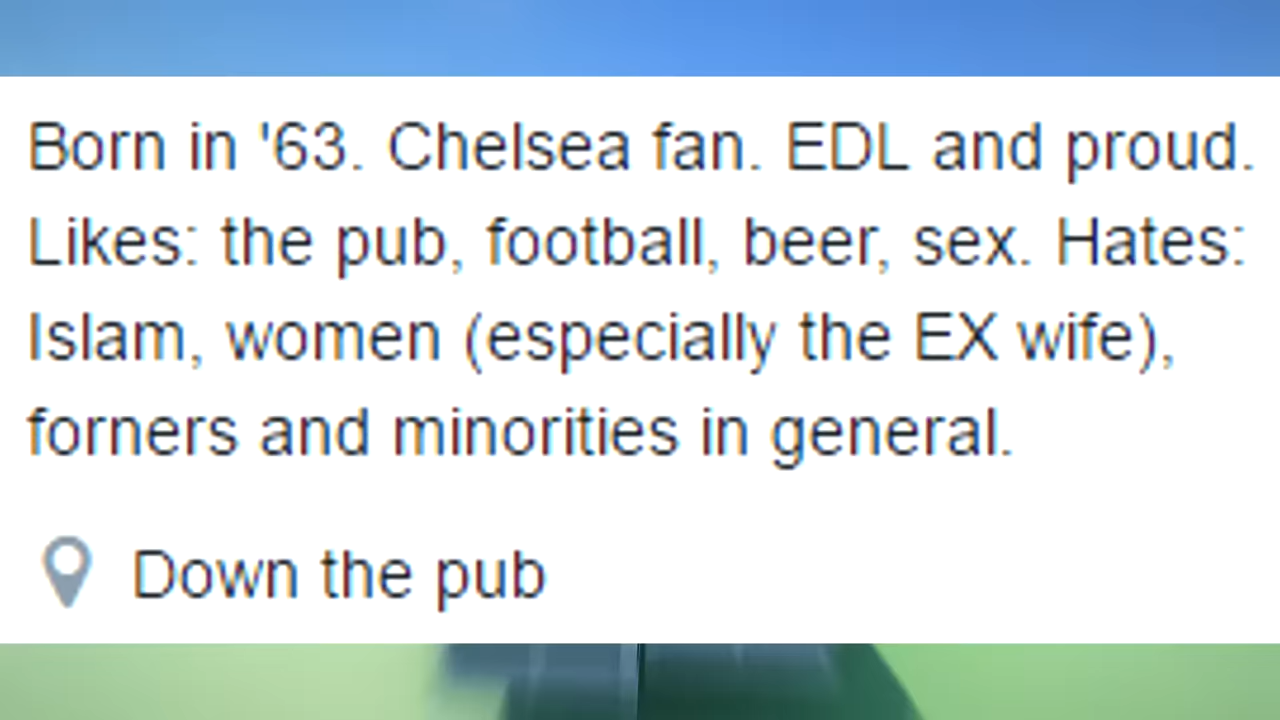 Born in '63. Chelsea fan. EDL and proud.
Likes: the pub, football, beer, sex. Hates:
Islam, women (especially the EX wife),
forners and minorities in general.
Down the pub